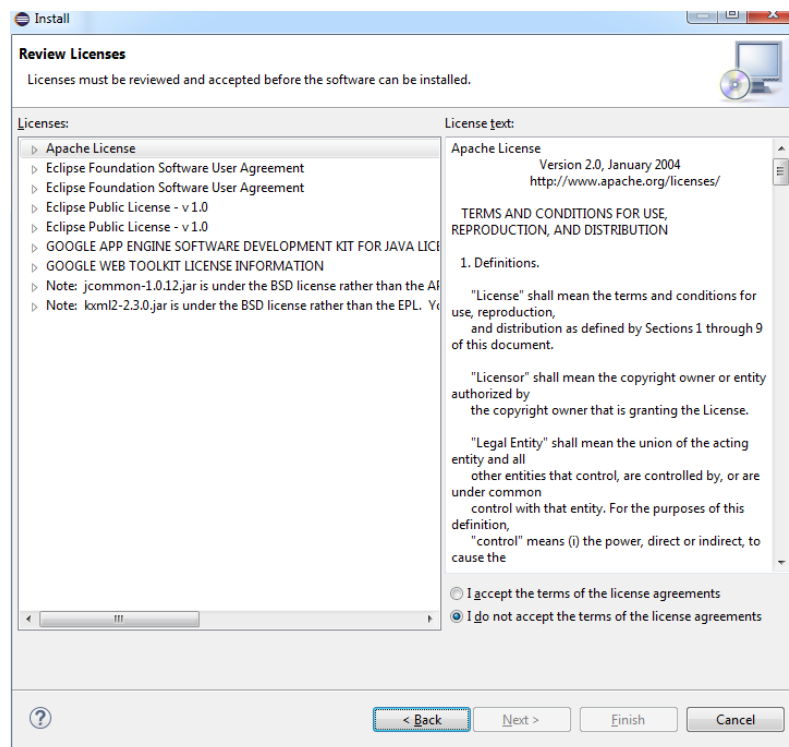 Install
Review Licenses
Licenses must be reviewed and accepted before the software can be installed.
Licenses:
Apache License
Eclipse Foundation Software User Agreement
Eclipse Foundation Software User Agreement
Eclipse Public License - v 1.0
Eclipse Public License - v 1.0
GOOGLE APP ENGINE SOFTWARE DEVELOPMENT KIT FOR JAVA LICE
GOOGLE WEB TOOLKIT LICENSE INFORMATION
Note: jcommon-1.0.12.jar is under the BSD license rather than the
Note: kxml2-2.3.0.jar is under the BSD license rather than the EPL.
License text:
Apache License
Version 2.0, January 2004
http://www.apache.org/licenses/
TERMS AND CONDITIONS FOR USE,
REPRODUCTION, AND DISTRIBUTION
1. Definitions.
"License" shall mean the terms and conditions for
use, reproduction,
and distribution as defined by Sections 1 through 9
of this document.
"Licensor" shall mean the copyright owner or entity
authorized by
the copyright owner that is granting the License.
"Legal Entity" shall mean the union of the acting
entity and all
other entities that control, are controlled by, or are
under common
control with that entity. For the purposes of this
definition,
"control" means (i) the power, direct or indirect, to
cause the
I accept the terms of the license agreements
I do not accept the terms of the license agreements
< Back
Next >
Finish
Cancel